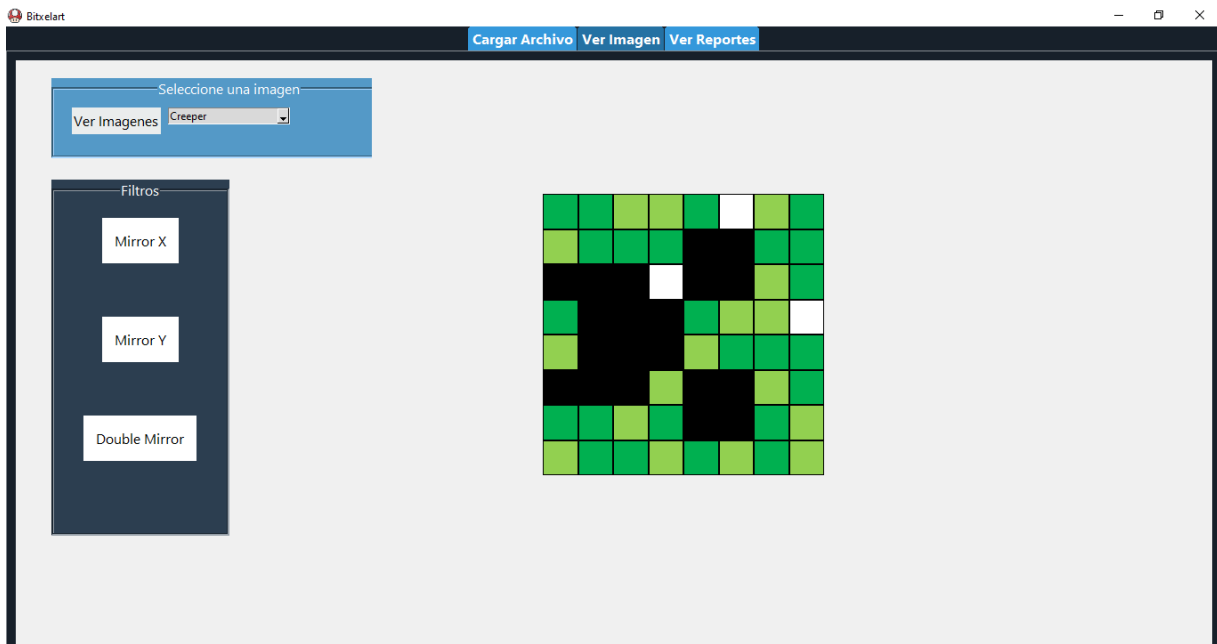 Bitxelart
Cargar Archivo Ver Imagen Ver Reportes
Seleccione una imagen
Ver Imagenes Creeper
Filtros
Mirror X
Mirror Y
Double Mirror